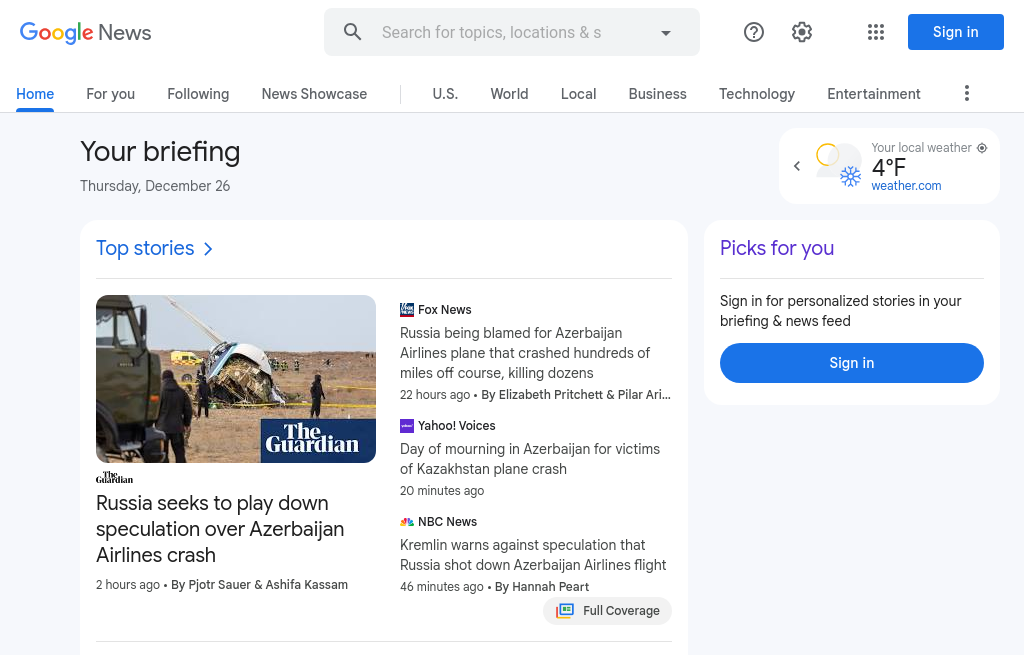 Google News
Search for topics, locations & s
Sign in
Home
For you
Following
News Showcase
U.S.
World
Local
Business
Technology
Entertainment
Your briefing
Thursday, December 26
Your local weather
4°F
weather.com
Top stories
The
Guardian
The
Guardian
Russia seeks to play down
speculation over Azerbaijan
Airlines crash
2 hours ago • By Pjotr Sauer & Ashifa Kassam
Fox News
Russia being blamed for Azerbaijan
Airlines plane that crashed hundreds of
miles off course, killing dozens
22 hours ago • By Elizabeth Pritchett & Pilar Ari...
Yahoo! Voices
Day of mourning in Azerbaijan for victims
of Kazakhstan plane crash
20 minutes ago
NBC News
Kremlin warns against speculation that
Russia shot down Azerbaijan Airlines flight
46 minutes ago • By Hannah Peart
Full Coverage
Picks for you
Sign in for personalized stories in your
briefing & news feed
Sign in